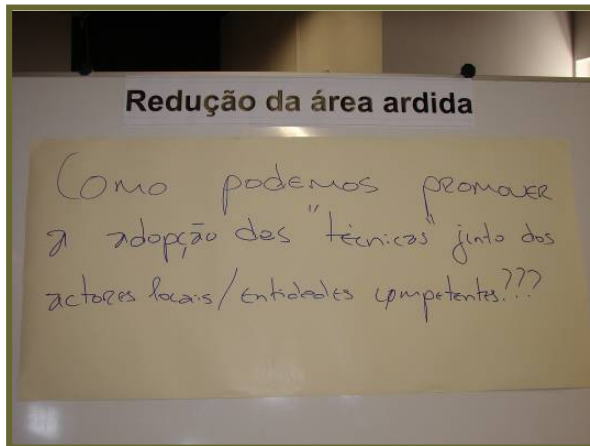 Redução da área ardida
Como podemos promover
a adopção das "técnicas" junto dos
actores locais/entidades competentes???